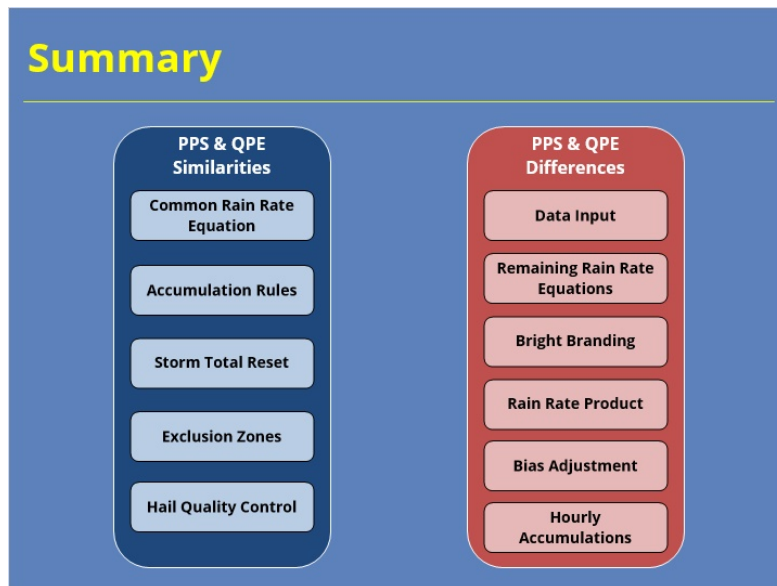 Summary
PPS & QPE
Similarities
Common Rain Rate
Equation
Accumulation Rules
Storm Total Reset
Exclusion Zones
Hail Quality Control
PPS & QPE
Differences
Data Input
Remaining Rain Rate
Equations
Bright Branding
Rain Rate Product
Bias Adjustment
Hourly
Accumulations